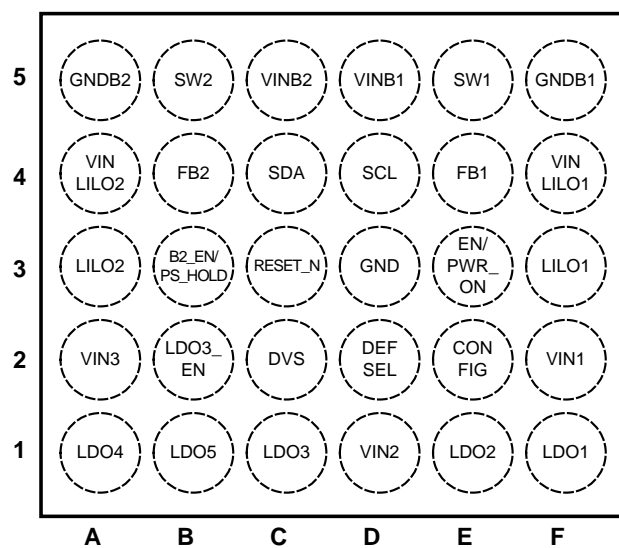 5 GNDB2 SW2 VINB2 VINB1 SW1 GNDB1
4 VIN LILO2 FB2 SDA SCL FB1 VIN LILO1
3 LILO2 B2_EN/ PS_HOLD RESET_N GND EN/ PWR_ ON LILO1
2 VIN3 LDO3_ EN DVS DEF SEL CON FIG VIN1
1 LDO4 LDO5 LDO3 VIN2 LDO2 LDO1
A B C D E F